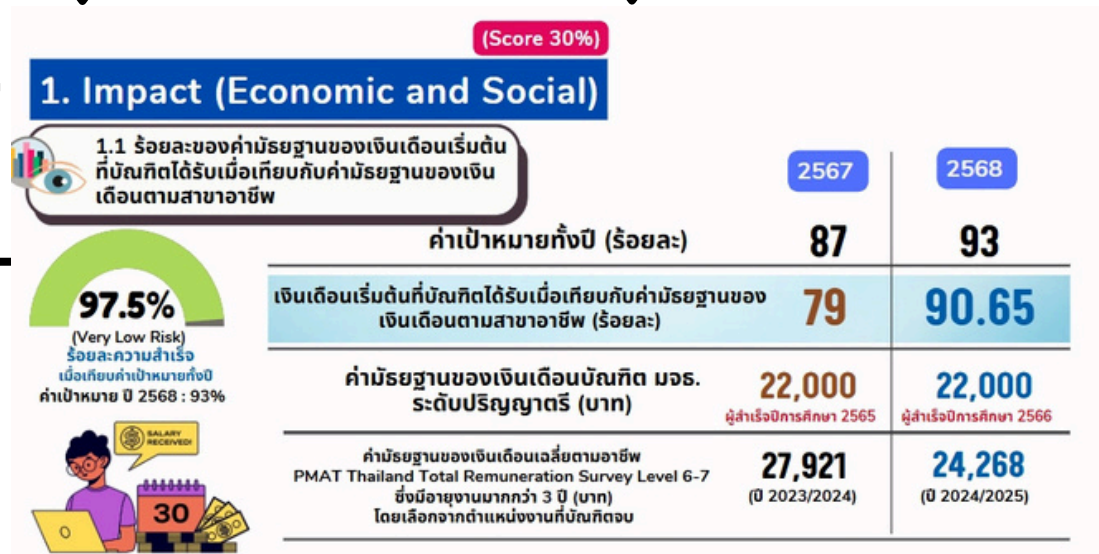 (Score 30%)
1. Impact (Economic and Social)
1.1 ร้อยละของค่ามัธยฐานของเงินเดือนเริ่มต้น
ที่บัณฑิตได้รับเมื่อเทียบกับค่ามัธยฐานของเงิน
เดือนตามสาขาอาชีพ
2567
2568
ค่าเป้าหมายทั้งปี (ร้อยละ)
87
93
เงินเดือนเริ่มต้นที่บัณฑิตได้รับเมื่อเทียบกับค่ามัธยฐานของ
เงินเดือนตามสาขาอาชีพ (ร้อยละ)
79
90.65
ค่ามัธยฐานของเงินเดือนบัณฑิต มจธ.
ระดับปริญญาตรี (บาท)
22,000
ผู้สำเร็จปีการศึกษา 2565
22,000
ผู้สำเร็จปีการศึกษา 2566
ค่ามัธยฐานของเงินเดือนเฉลี่ยตามอาชีพ
PMAT Thailand Total Remuneration Survey Level 6-7
ซึ่งมีอายุงานมากกว่า 3 ปี (บาท)
โดยเลือกจากตำแหน่งงานที่บัณฑิตจบ
27,921
(ปี 2023/2024)
24,268
(ปี 2024/2025)
97.5%
(Very Low Risk)
ร้อยละความสำเร็จ
เมื่อเทียบค่าเป้าหมายทั้งปี
ค่าเป้าหมาย ปี 2568 : 93%
SALARY
RECEIVED!
30